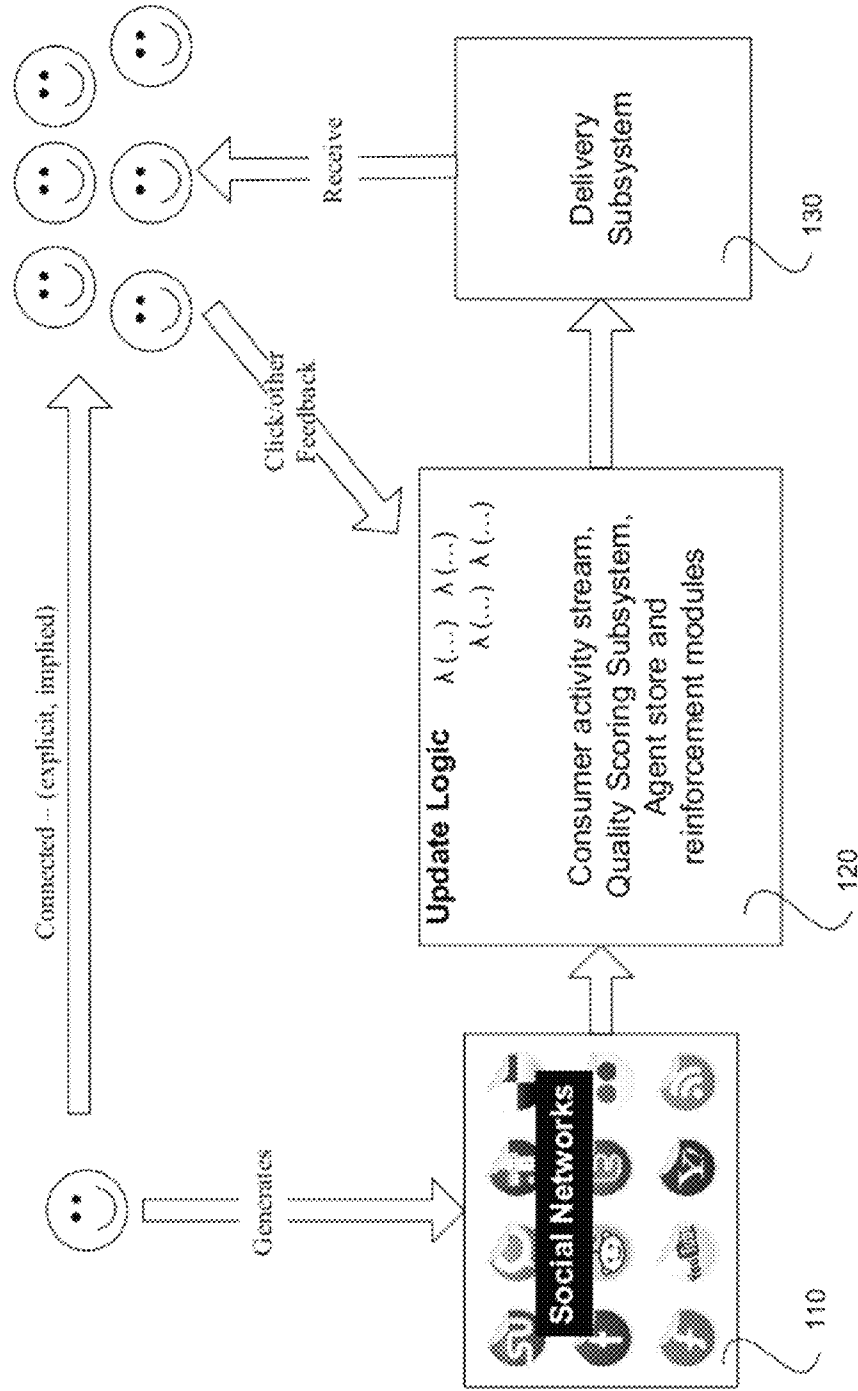 Connected – (explicit, implied)
Generates
Click/other
Feedback
Receive
Social Networks
110
Update Logic
λ (...) λ (...)
λ (...) λ (...)
Consumer activity stream,
Quality Scoring Subsystem,
Agent store and
reinforcement modules
120
Delivery
Subsystem
130